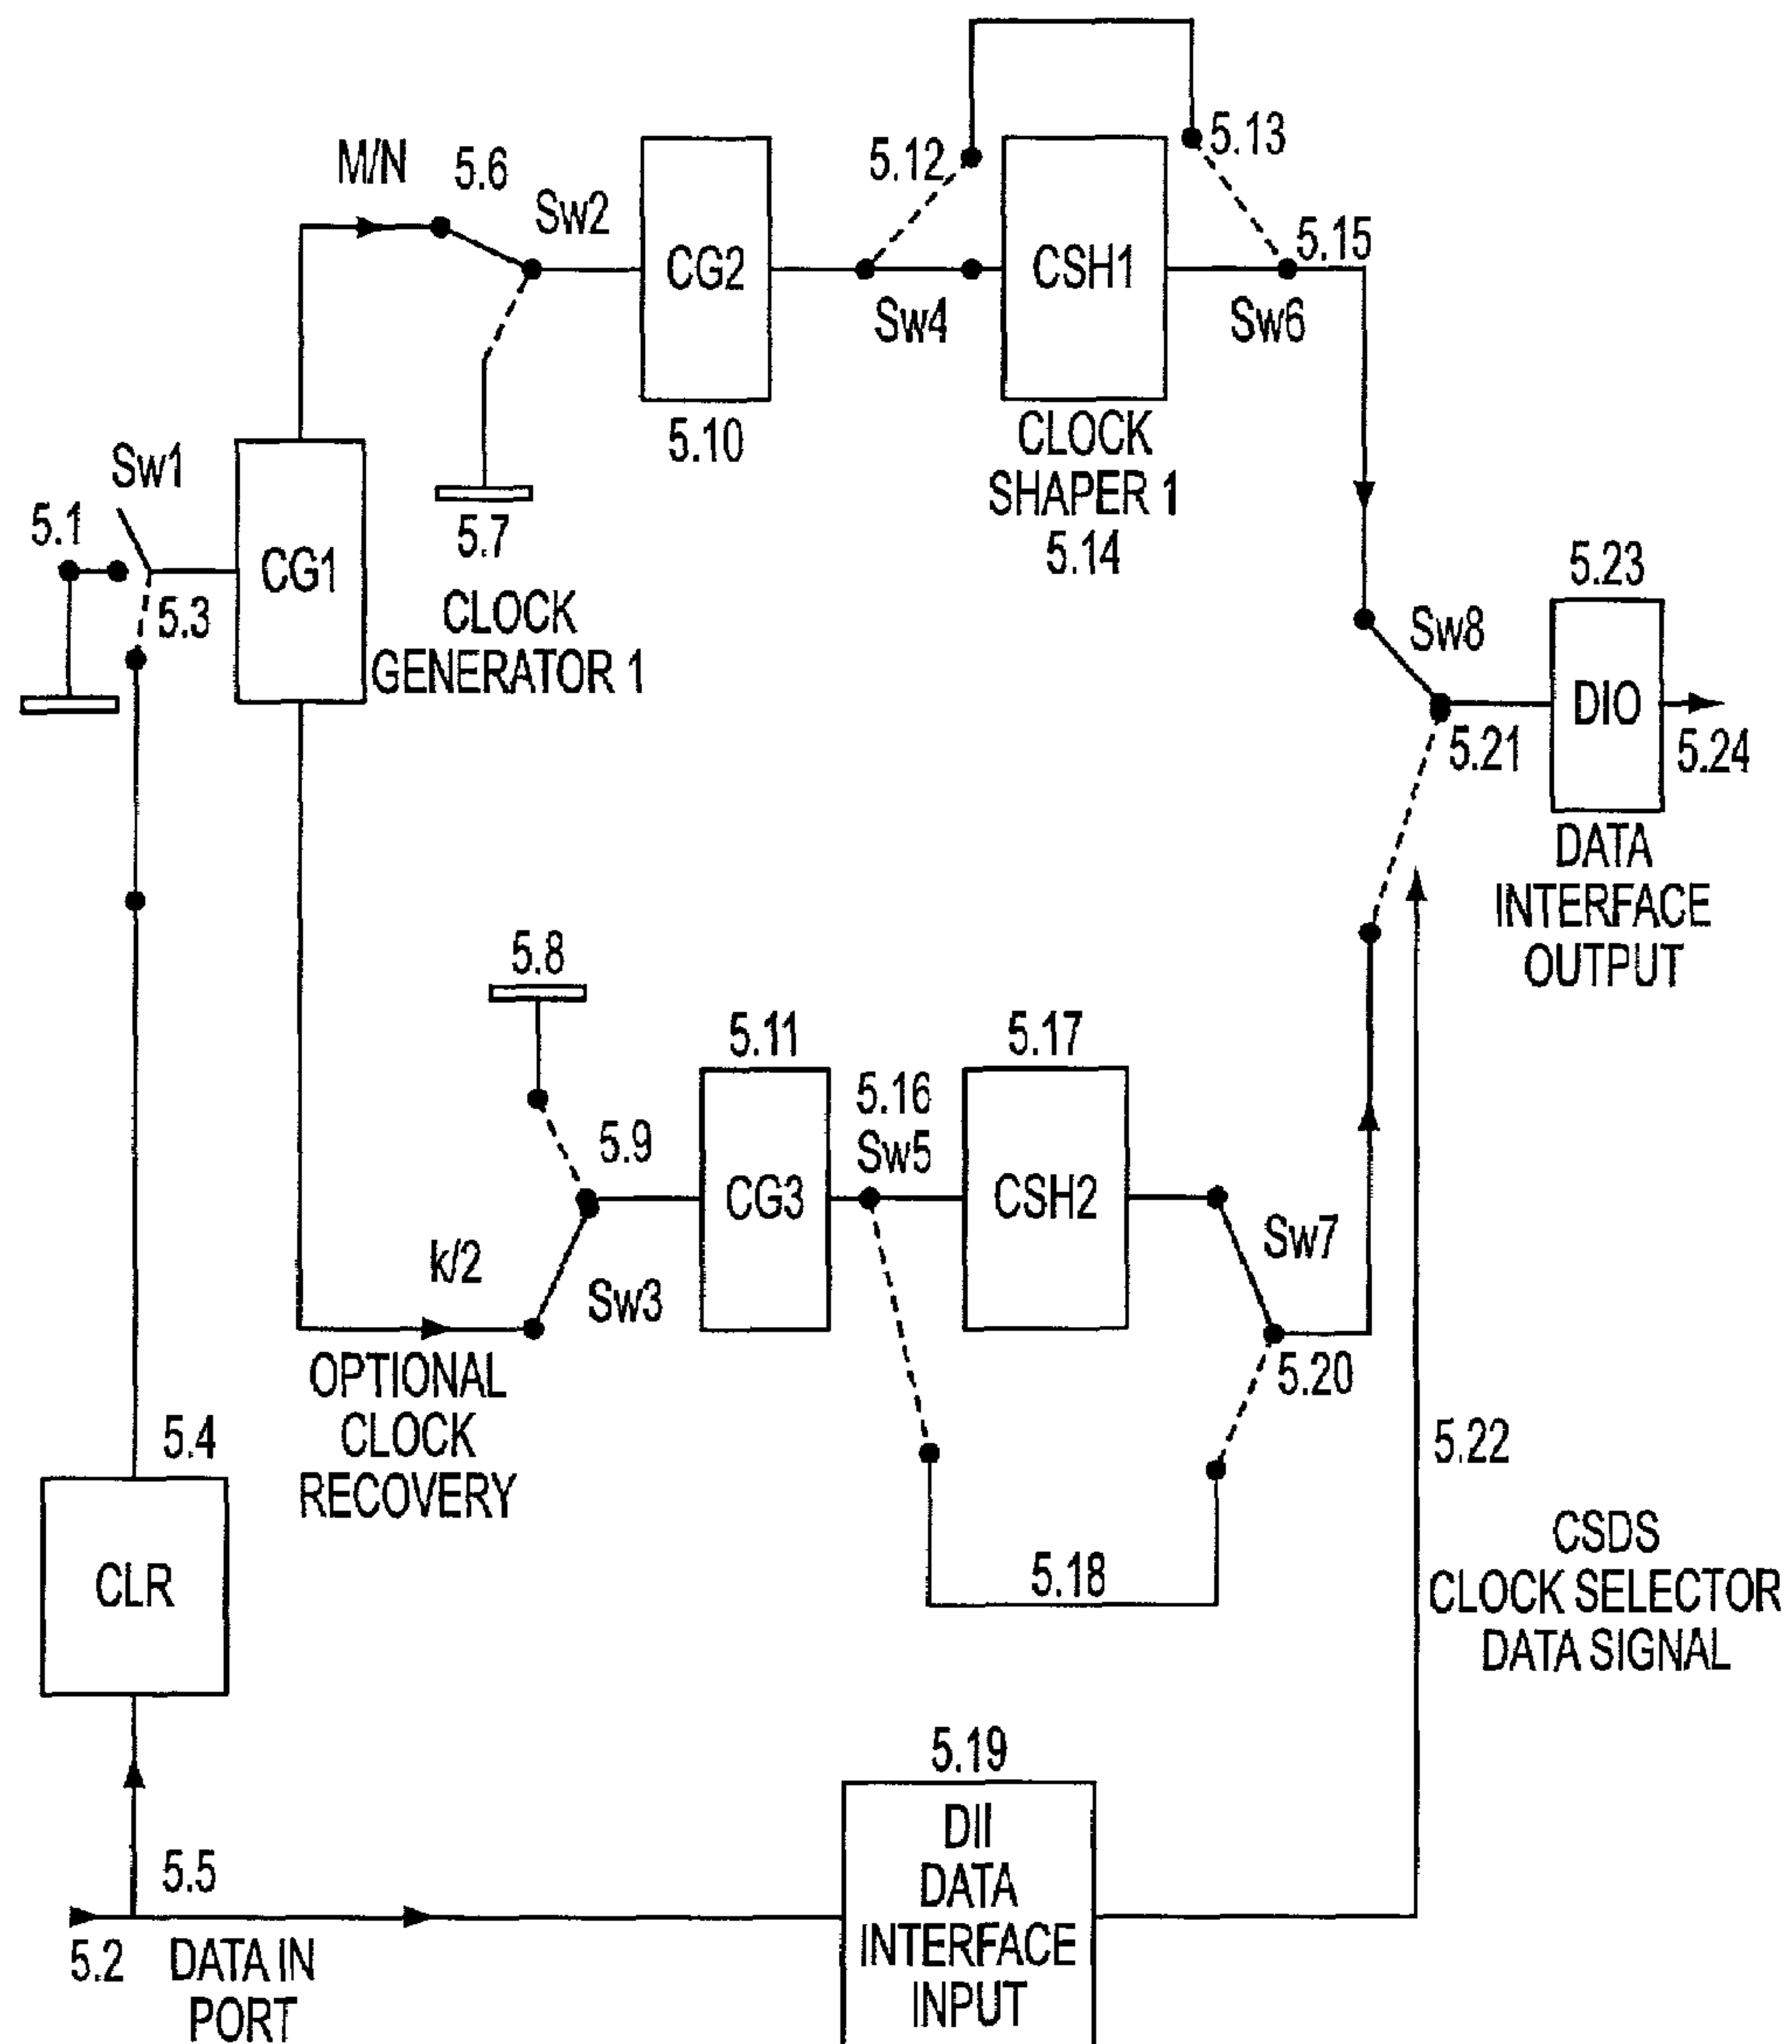 5.12
5.13
M/N
5.6
Sw2
CG2
Sw4
CSH1
5.15
Sw6
5.10
CLOCK
SHAPER 1
5.14
Sw1
5.1
5.3
CG1
5.7
CLOCK
GENERATOR 1
5.23
Sw8
DIO
5.21
5.24
DATA
INTERFACE
OUTPUT
5.8
5.9
5.11
CG3
5.16
Sw5
5.17
CSH2
Sw7
5.20
k/2
Sw3
OPTIONAL
CLOCK
RECOVERY
5.18
5.22
CSDS
CLOCK SELECTOR
DATA SIGNAL
5.4
CLR
5.5
5.2
DATA IN
PORT
5.19
DII
DATA
INTERFACE
INPUT